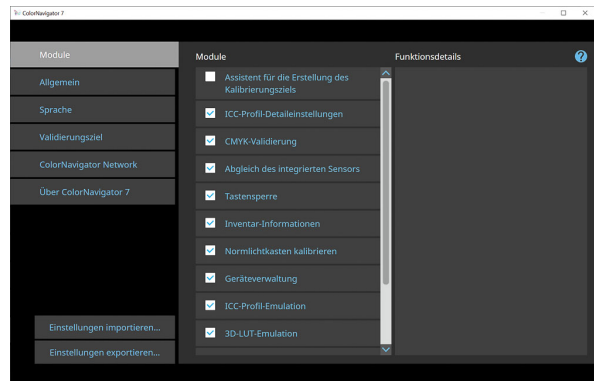 ColorNavigator 7
Module
Allgemein
Sprache
Validierungsziel
ColorNavigator Network
Über ColorNavigator 7
Einstellungen importieren...
Einstellungen exportieren...
Module
Assistent für die Erstellung des
Kalibrierungsziels
ICC-Profil-Detaileinstellungen
CMYK-Validierung
Abgleich des integrierten Sensors
Tastensperre
Inventar-Informationen
Normlichtkasten kalibrieren
Geräteverwaltung
ICC-Profil-Emulation
3D-LUT-Emulation
Funktionsdetails
?